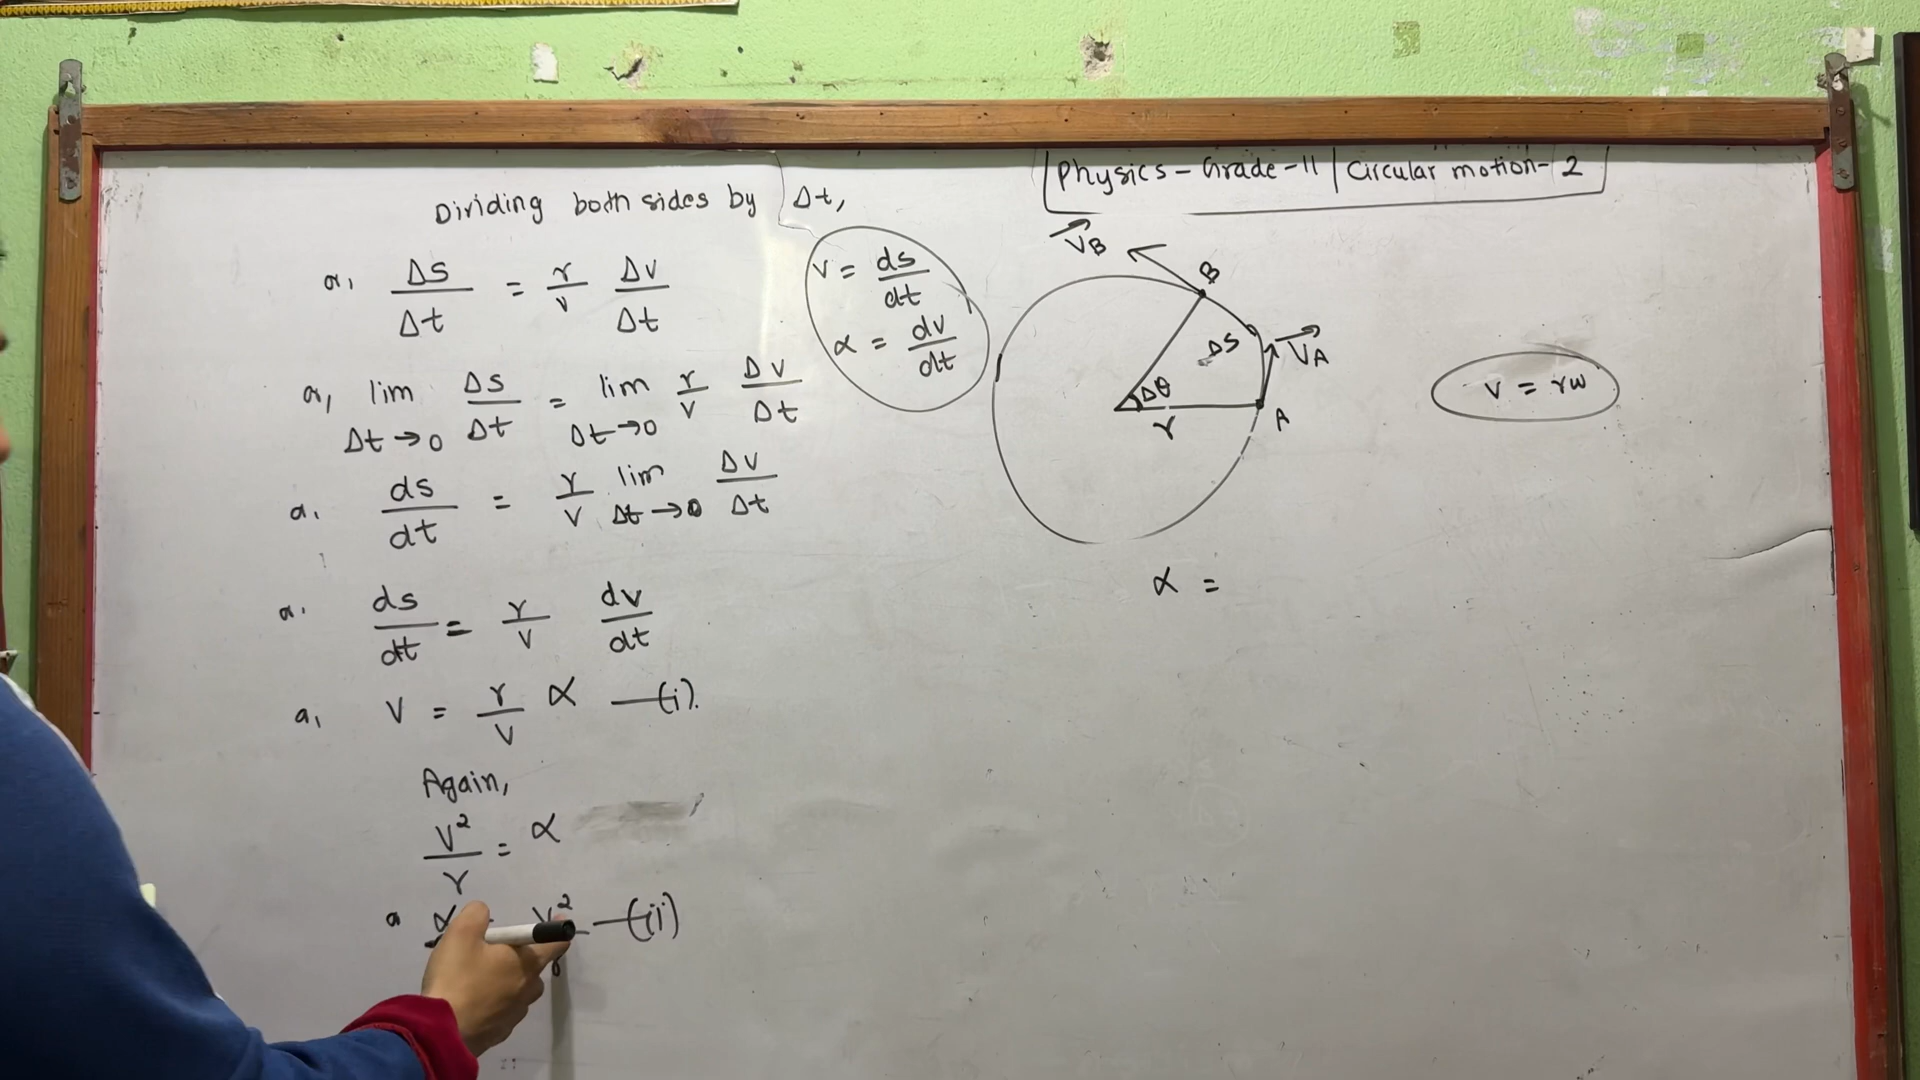 Physics - Grade - 11 | Circular motion - 2
Dividing both sides by Δt,
or, Δs/Δt = r/v Δv/Δt
or, lim Δt→0 Δs/Δt = lim Δt→0 r/v Δv/Δt
or, ds/dt = r/v lim Δt→0 Δv/Δt
or, ds/dt = r/v dv/dt
or, v = r/v α —(i).
Again,
v²/r = α
or α = v²/r —(ii)
v = ds/dt
α = dv/dt
V⃗B
B
Δs
V⃗A
Δθ
r
A
v = rω
α =